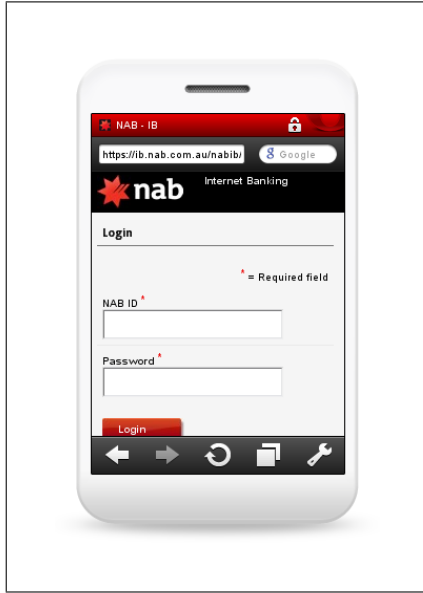 NAB - IB
https://ib.nab.com.au/nabib/
Google
nab
Internet Banking
Login
* = Required field
NAB ID *
Password *
Login